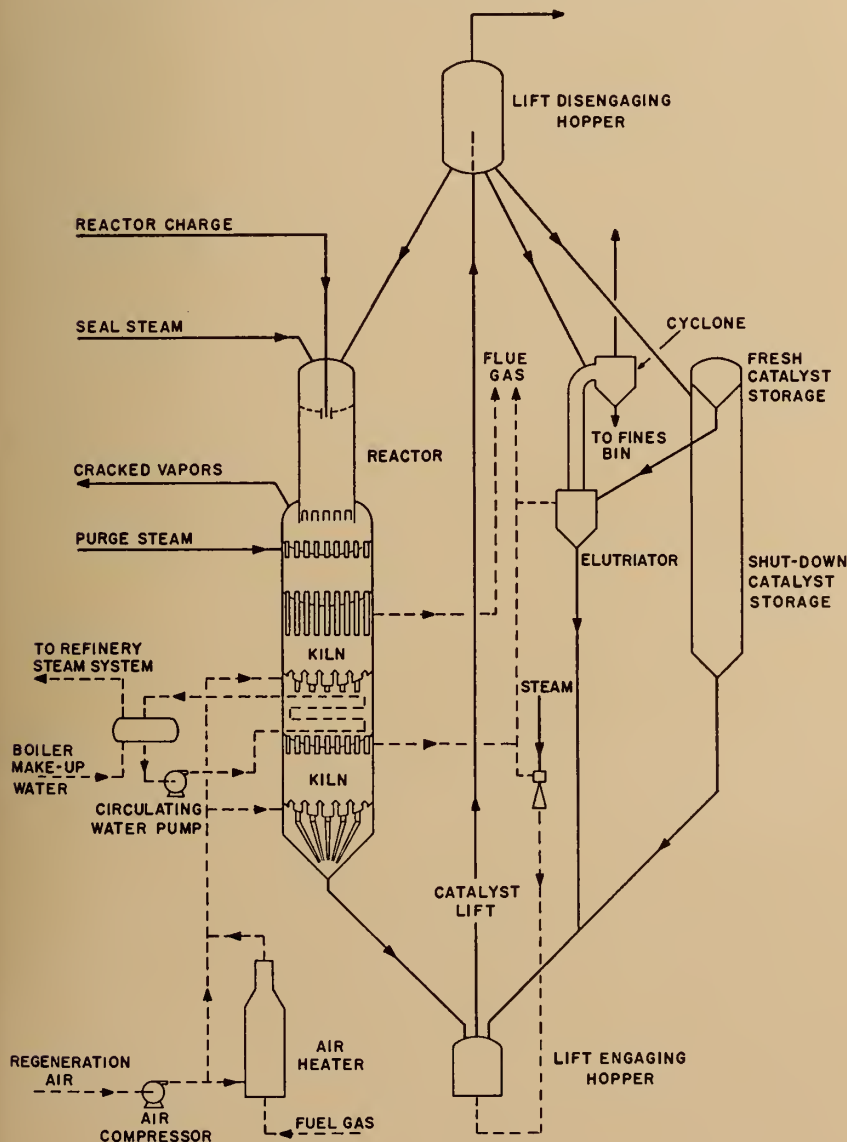 LIFT DISENGAGING
HOPPER
REACTOR CHARGE
SEAL STEAM
CYCLONE
FLUE
GAS
FRESH
CATALYST
STORAGE
TO FINES
BIN
REACTOR
CRACKED VAPORS
PURGE STEAM
ELUTRIATOR
SHUT-DOWN
CATALYST
STORAGE
KILN
TO REFINERY
STEAM SYSTEM
STEAM
BOILER
MAKE-UP
WATER
KILN
CIRCULATING
WATER PUMP
CATALYST
LIFT
AIR
HEATER
REGENERATION
AIR
LIFT ENGAGING
HOPPER
AIR
COMPRESSOR
FUEL GAS